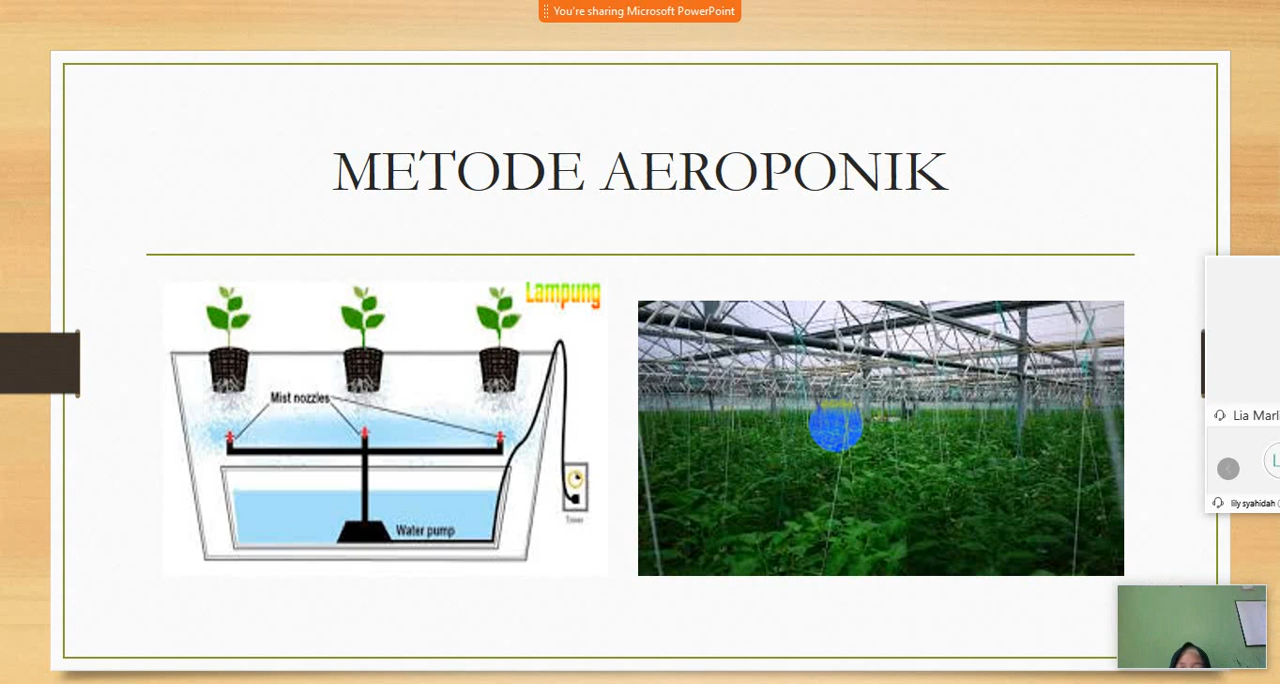 You're sharing Microsoft PowerPoint
METODE AEROPONIK
Lampung
Mist nozzles
Water pump
Timer
Lia Marl
L
lily syahidah (